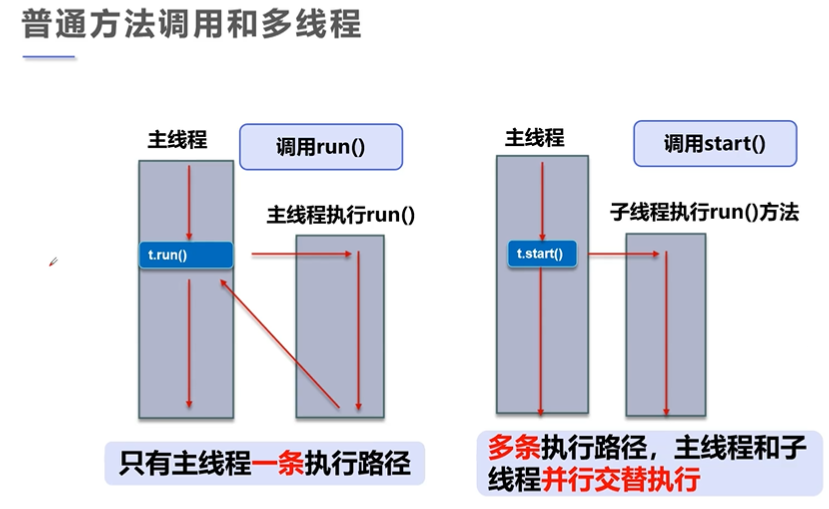 普通方法调用和多线程
主线程
调用run()
主线程执行run()
t.run()
只有主线程一条执行路径
主线程
调用start()
子线程执行run()方法
t.start()
多条执行路径，主线程和子
线程并行交替执行